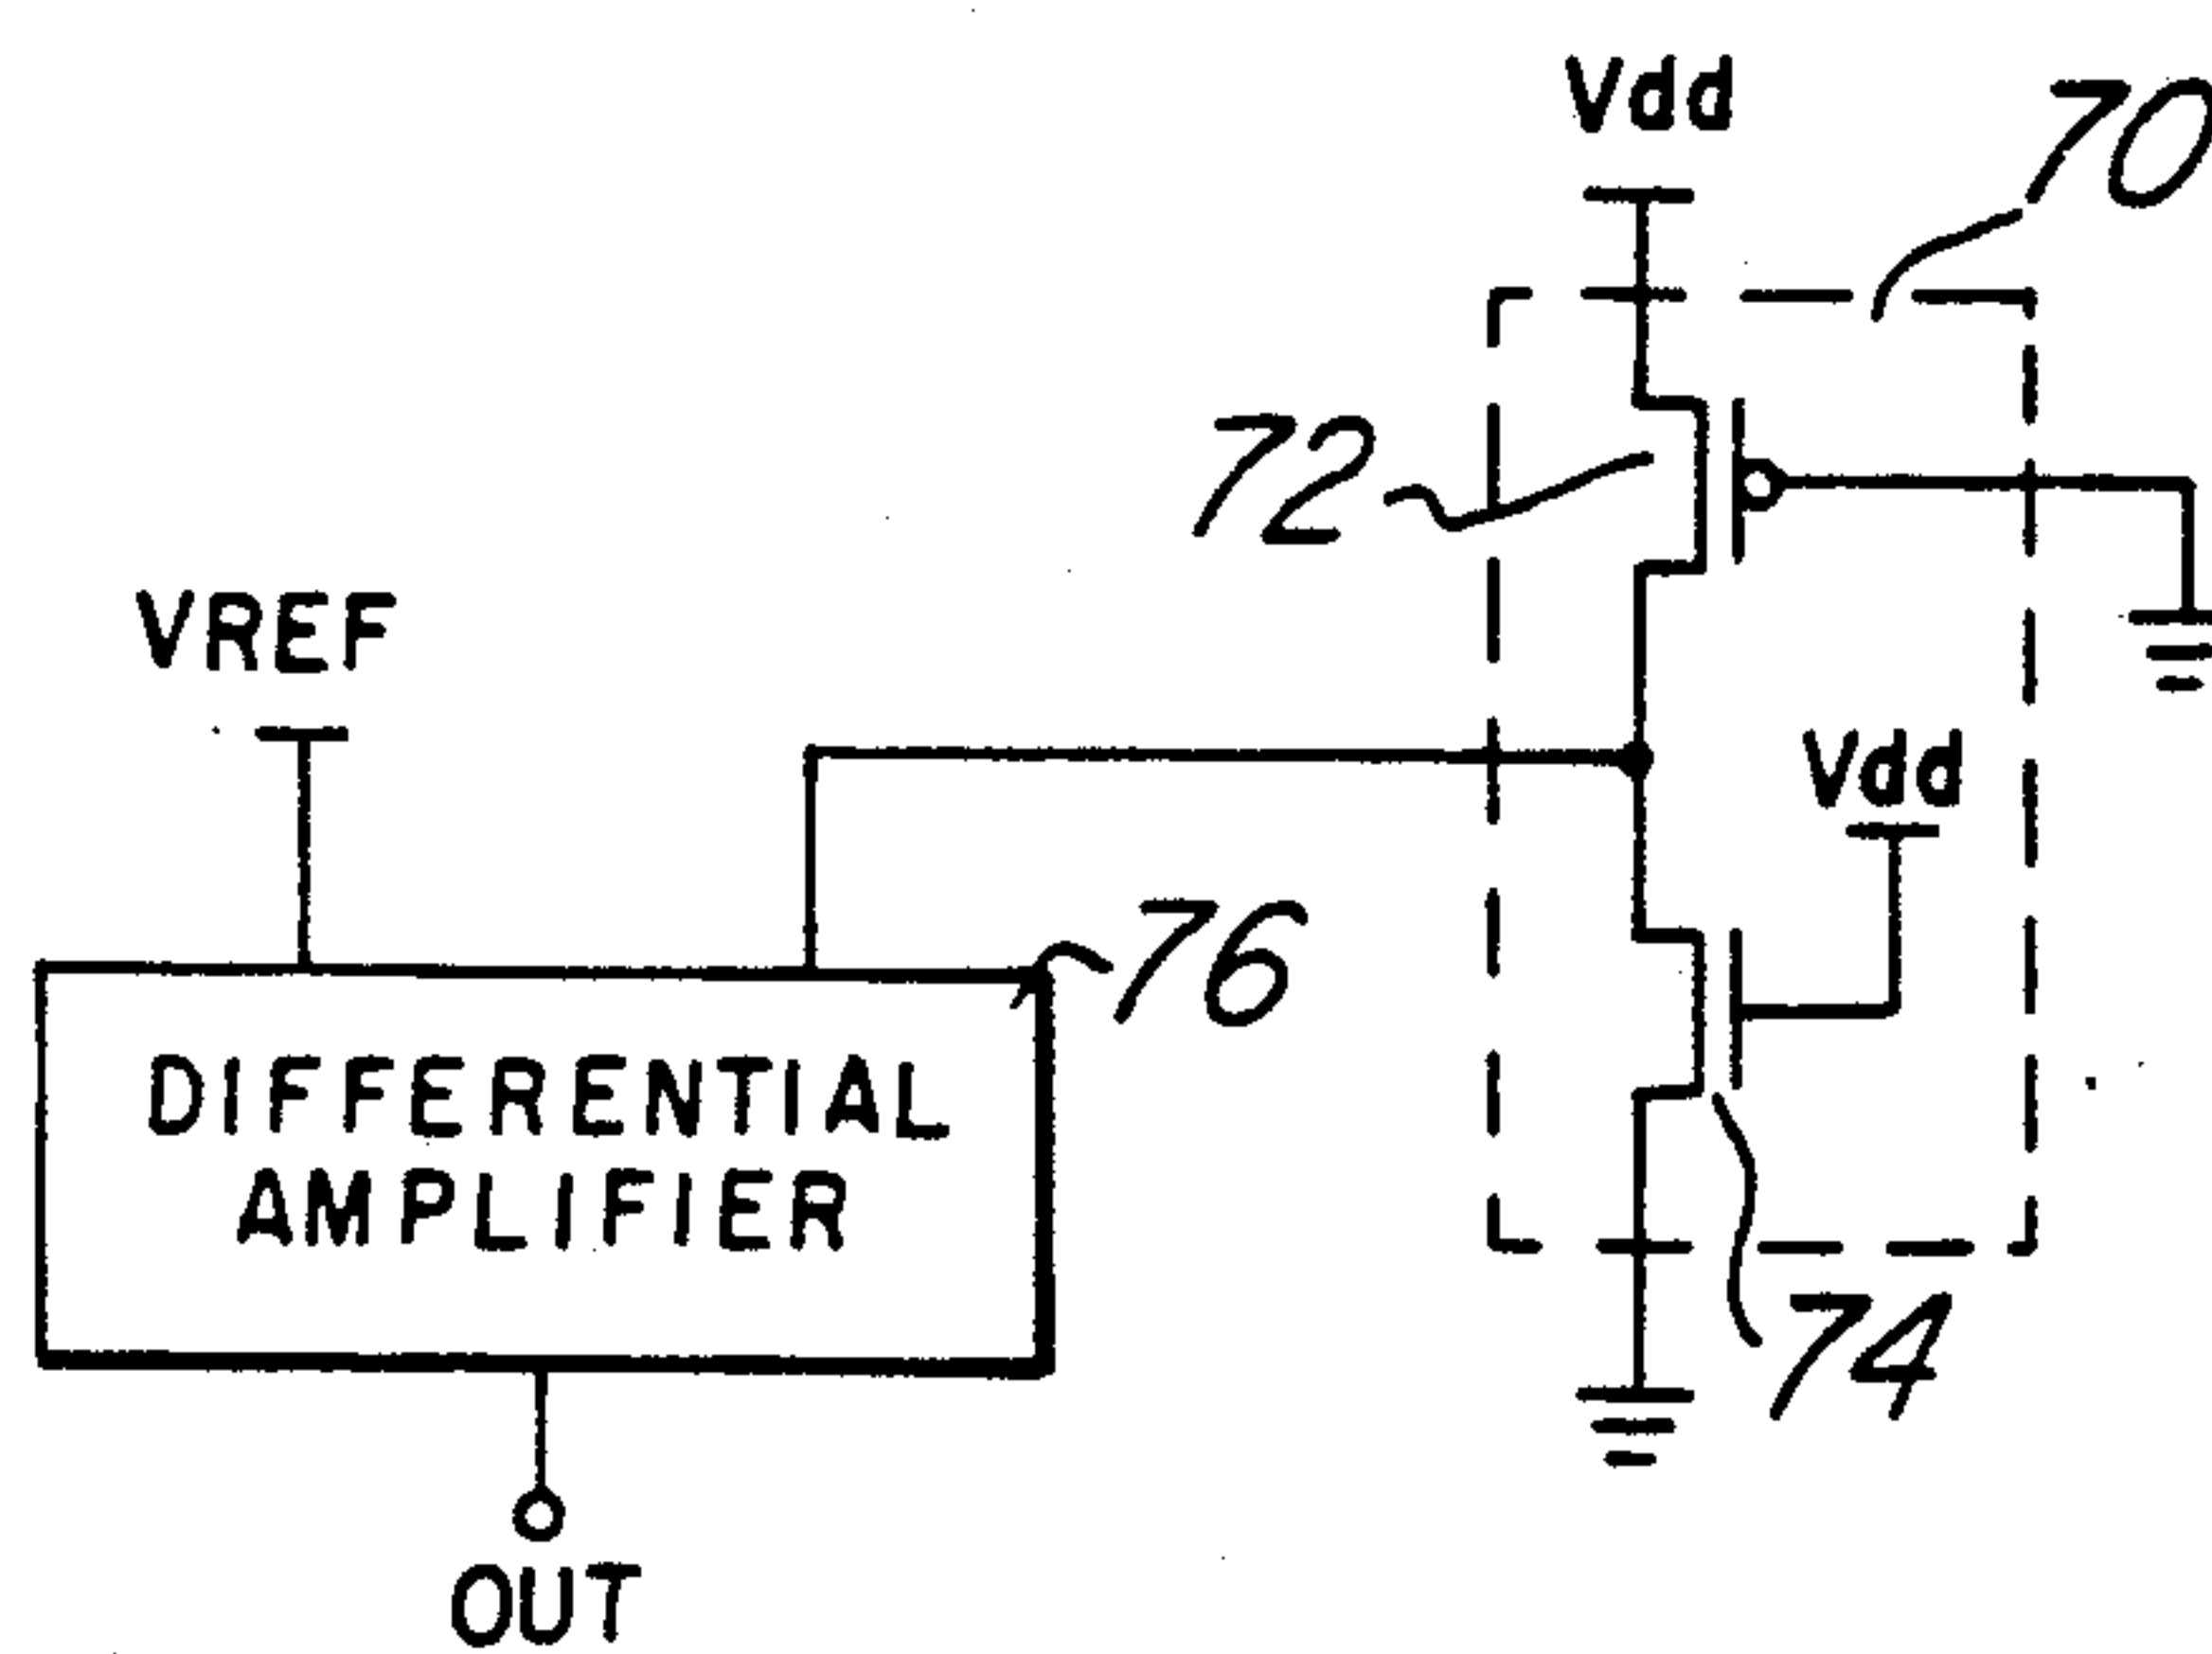 Vdd
70
72
VREF
Vdd
76
DIFFERENTIAL
AMPLIFIER
74
OUT